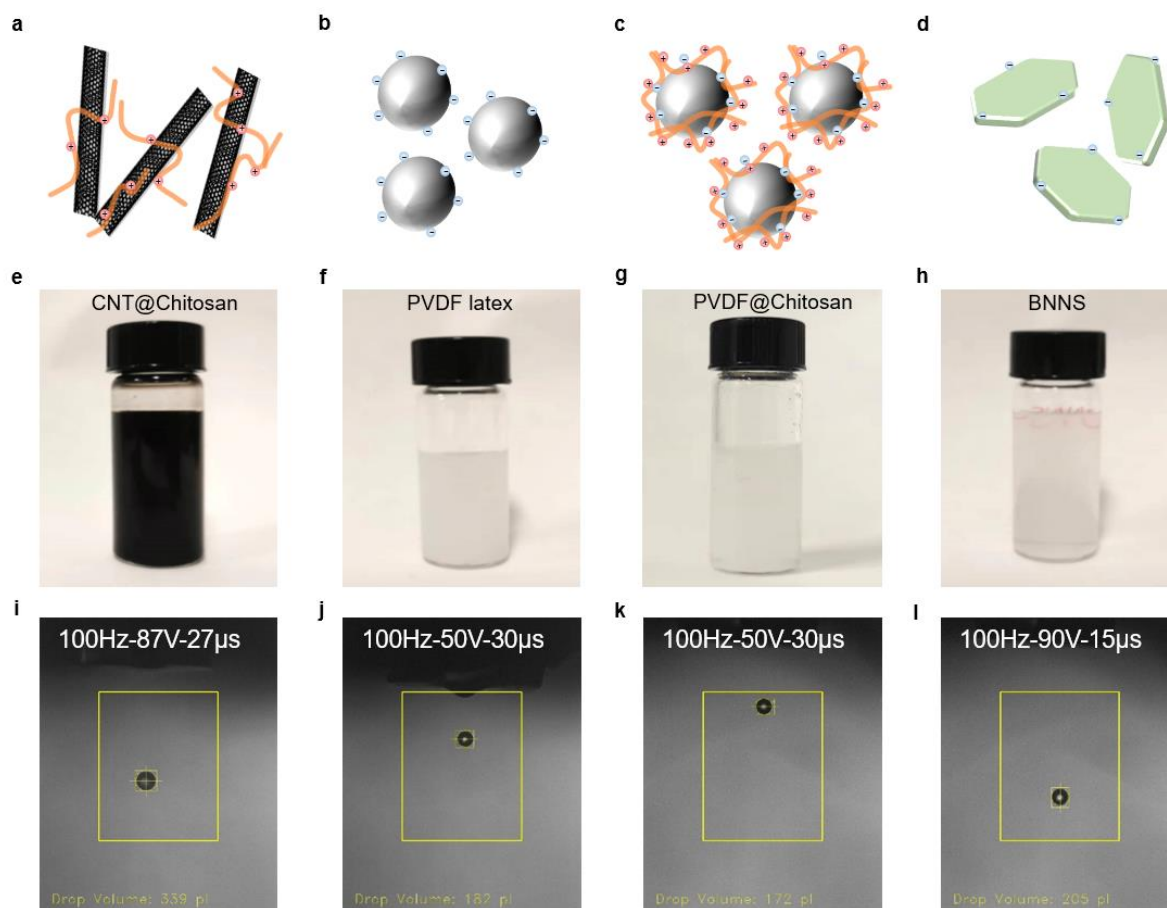 a
b
c
d
e
f
g
h
CNT@Chitosan
PVDF latex
PVDF@Chitosan
BNNS
i
j
k
l
100Hz-87V-27µs
100Hz-50V-30µs
100Hz-50V-30µs
100Hz-90V-15µs
Drop Volume: 339 pl
Drop Volume: 182 pl
Drop Volume: 172 pl
Drop Volume: 205 pl